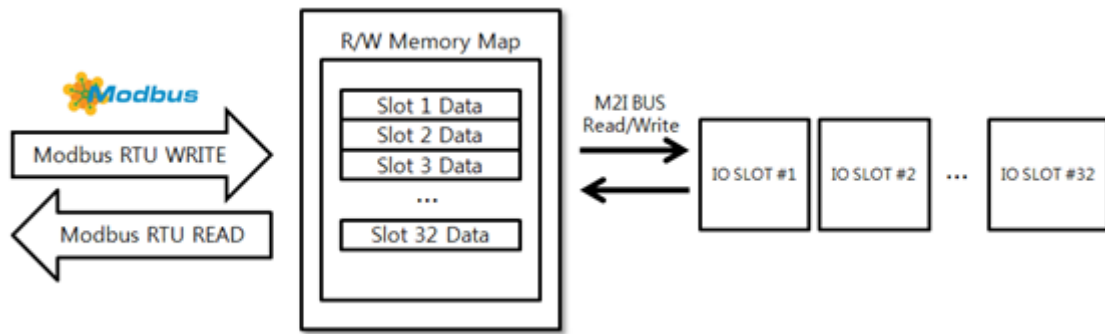 Modbus
Modbus RTU WRITE
Modbus RTU READ
R/W Memory Map
Slot 1 Data
Slot 2 Data
Slot 3 Data
...
Slot 32 Data
M2I BUS
Read/Write
IO SLOT #1
IO SLOT #2
...
IO SLOT #32